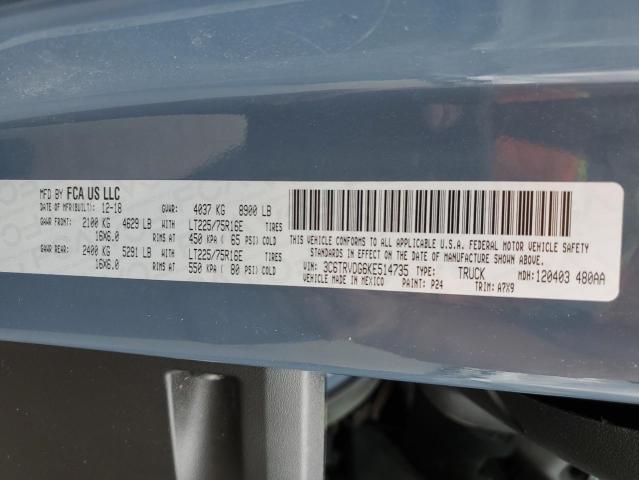 MFD BY FCA US LLC
DATE OF MFR(BUILT): 12-18 GVWR: 4037 KG 8900 LB
GAWR FRONT: 2100 KG 4629 LB WITH LT225/75R16E TIRES
16X6.0 RIMS AT 450 KPA ( 65 PSI) COLD
GAWR REAR: 2400 KG 5291 LB WITH LT225/75R16E TIRES
16X6.0 RIMS AT 550 KPA ( 80 PSI) COLD
THIS VEHICLE CONFORMS TO ALL APPLICABLE U.S.A. FEDERAL MOTOR VEHICLE SAFETY
STANDARDS IN EFFECT ON THE DATE OF MANUFACTURE SHOWN ABOVE.
VIN: 3C6TRVDG6KE514735 TYPE: TRUCK MDH: 120403 480AA
VEHICLE MADE IN MEXICO PAINT: P24 TRIM: A7X9